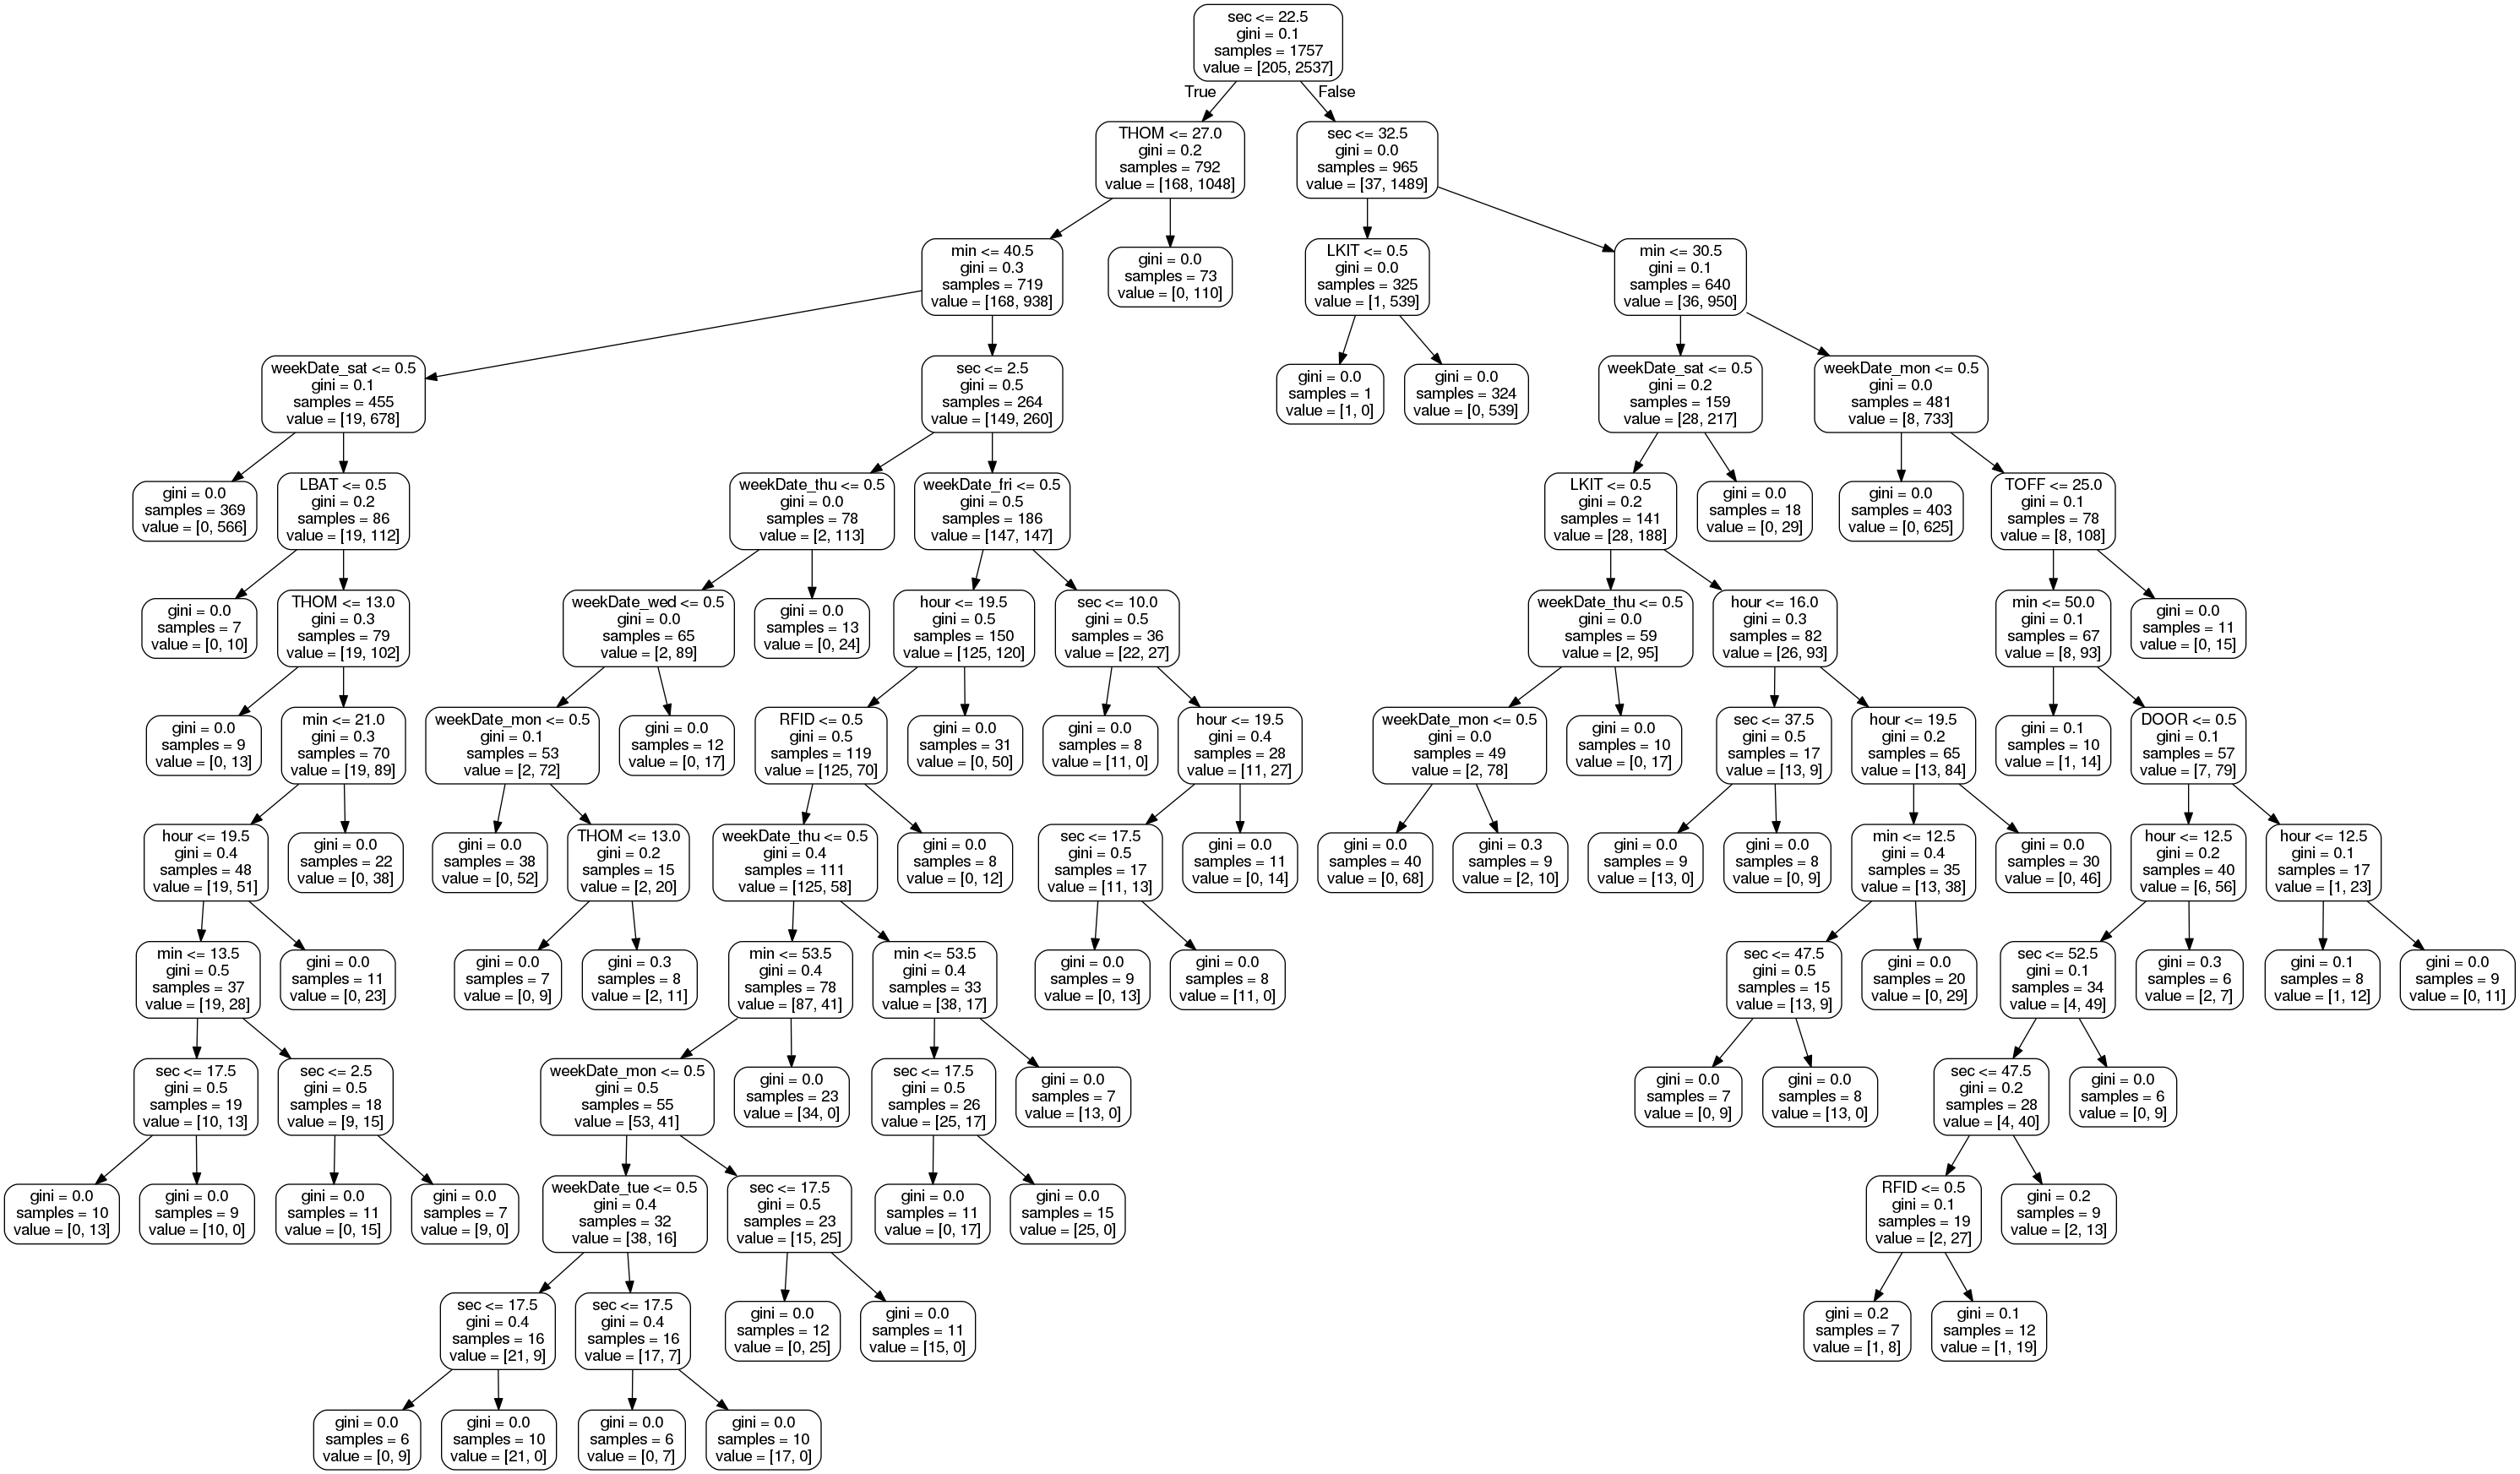 sec <= 22.5
gini = 0.1
samples = 1757
value = [205, 2537]
True
False
THOM <= 27.0
gini = 0.2
samples = 792
value = [168, 1048]
sec <= 32.5
gini = 0.0
samples = 965
value = [37, 1489]
min <= 40.5
gini = 0.3
samples = 719
value = [168, 938]
gini = 0.0
samples = 73
value = [0, 110]
LKIT <= 0.5
gini = 0.0
samples = 325
value = [1, 539]
min <= 30.5
gini = 0.1
samples = 640
value = [36, 950]
weekDate_sat <= 0.5
gini = 0.1
samples = 455
value = [19, 678]
sec <= 2.5
gini = 0.5
samples = 264
value = [149, 260]
gini = 0.0
samples = 1
value = [1, 0]
gini = 0.0
samples = 324
value = [0, 539]
weekDate_sat <= 0.5
gini = 0.2
samples = 159
value = [28, 217]
weekDate_mon <= 0.5
gini = 0.0
samples = 481
value = [8, 733]
gini = 0.0
samples = 369
value = [0, 566]
LBAT <= 0.5
gini = 0.2
samples = 86
value = [19, 112]
weekDate_thu <= 0.5
gini = 0.0
samples = 78
value = [2, 113]
weekDate_fri <= 0.5
gini = 0.5
samples = 186
value = [147, 147]
LKIT <= 0.5
gini = 0.2
samples = 141
value = [28, 188]
gini = 0.0
samples = 18
value = [0, 29]
gini = 0.0
samples = 403
value = [0, 625]
TOFF <= 25.0
gini = 0.1
samples = 78
value = [8, 108]
gini = 0.0
samples = 7
value = [0, 10]
THOM <= 13.0
gini = 0.3
samples = 79
value = [19, 102]
weekDate_wed <= 0.5
gini = 0.0
samples = 65
value = [2, 89]
gini = 0.0
samples = 13
value = [0, 24]
hour <= 19.5
gini = 0.5
samples = 150
value = [125, 120]
sec <= 10.0
gini = 0.5
samples = 36
value = [22, 27]
weekDate_thu <= 0.5
gini = 0.0
samples = 59
value = [2, 95]
hour <= 16.0
gini = 0.3
samples = 82
value = [26, 93]
min <= 50.0
gini = 0.1
samples = 67
value = [8, 93]
gini = 0.0
samples = 11
value = [0, 15]
gini = 0.0
samples = 9
value = [0, 13]
min <= 21.0
gini = 0.3
samples = 70
value = [19, 89]
weekDate_mon <= 0.5
gini = 0.1
samples = 53
value = [2, 72]
gini = 0.0
samples = 12
value = [0, 17]
RFID <= 0.5
gini = 0.5
samples = 119
value = [125, 70]
gini = 0.0
samples = 31
value = [0, 50]
gini = 0.0
samples = 8
value = [11, 0]
hour <= 19.5
gini = 0.4
samples = 28
value = [11, 27]
weekDate_mon <= 0.5
gini = 0.0
samples = 49
value = [2, 78]
gini = 0.0
samples = 10
value = [0, 17]
sec <= 37.5
gini = 0.5
samples = 17
value = [13, 9]
hour <= 19.5
gini = 0.2
samples = 65
value = [13, 84]
gini = 0.1
samples = 10
value = [1, 14]
DOOR <= 0.5
gini = 0.1
samples = 57
value = [7, 79]
hour <= 19.5
gini = 0.4
samples = 48
value = [19, 51]
gini = 0.0
samples = 22
value = [0, 38]
gini = 0.0
samples = 38
value = [0, 52]
THOM <= 13.0
gini = 0.2
samples = 15
value = [2, 20]
weekDate_thu <= 0.5
gini = 0.4
samples = 111
value = [125, 58]
gini = 0.0
samples = 8
value = [0, 12]
sec <= 17.5
gini = 0.5
samples = 17
value = [11, 13]
gini = 0.0
samples = 11
value = [0, 14]
gini = 0.0
samples = 40
value = [0, 68]
gini = 0.3
samples = 9
value = [2, 10]
gini = 0.0
samples = 9
value = [13, 0]
gini = 0.0
samples = 8
value = [0, 9]
min <= 12.5
gini = 0.4
samples = 35
value = [13, 38]
gini = 0.0
samples = 30
value = [0, 46]
hour <= 12.5
gini = 0.2
samples = 40
value = [6, 56]
hour <= 12.5
gini = 0.1
samples = 17
value = [1, 23]
min <= 13.5
gini = 0.5
samples = 37
value = [19, 28]
gini = 0.0
samples = 11
value = [0, 23]
gini = 0.0
samples = 7
value = [0, 9]
gini = 0.3
samples = 8
value = [2, 11]
min <= 53.5
gini = 0.4
samples = 78
value = [87, 41]
min <= 53.5
gini = 0.4
samples = 33
value = [38, 17]
gini = 0.0
samples = 9
value = [0, 13]
gini = 0.0
samples = 8
value = [11, 0]
sec <= 47.5
gini = 0.5
samples = 15
value = [13, 9]
gini = 0.0
samples = 20
value = [0, 29]
sec <= 52.5
gini = 0.1
samples = 34
value = [4, 49]
gini = 0.3
samples = 6
value = [2, 7]
gini = 0.1
samples = 8
value = [1, 12]
gini = 0.0
samples = 9
value = [0, 11]
sec <= 17.5
gini = 0.5
samples = 19
value = [10, 13]
sec <= 2.5
gini = 0.5
samples = 18
value = [9, 15]
weekDate_mon <= 0.5
gini = 0.5
samples = 55
value = [53, 41]
gini = 0.0
samples = 23
value = [34, 0]
sec <= 17.5
gini = 0.5
samples = 26
value = [25, 17]
gini = 0.0
samples = 7
value = [13, 0]
gini = 0.0
samples = 7
value = [0, 9]
gini = 0.0
samples = 8
value = [13, 0]
sec <= 47.5
gini = 0.2
samples = 28
value = [4, 40]
gini = 0.0
samples = 6
value = [0, 9]
gini = 0.0
samples = 10
value = [0, 13]
gini = 0.0
samples = 9
value = [10, 0]
gini = 0.0
samples = 11
value = [0, 15]
gini = 0.0
samples = 7
value = [9, 0]
weekDate_tue <= 0.5
gini = 0.4
samples = 32
value = [38, 16]
sec <= 17.5
gini = 0.5
samples = 23
value = [15, 25]
gini = 0.0
samples = 11
value = [0, 17]
gini = 0.0
samples = 15
value = [25, 0]
RFID <= 0.5
gini = 0.1
samples = 19
value = [2, 27]
gini = 0.2
samples = 9
value = [2, 13]
sec <= 17.5
gini = 0.4
samples = 16
value = [21, 9]
sec <= 17.5
gini = 0.4
samples = 16
value = [17, 7]
gini = 0.0
samples = 12
value = [0, 25]
gini = 0.0
samples = 11
value = [15, 0]
gini = 0.2
samples = 7
value = [1, 8]
gini = 0.1
samples = 12
value = [1, 19]
gini = 0.0
samples = 6
value = [0, 9]
gini = 0.0
samples = 10
value = [21, 0]
gini = 0.0
samples = 6
value = [0, 7]
gini = 0.0
samples = 10
value = [17, 0]